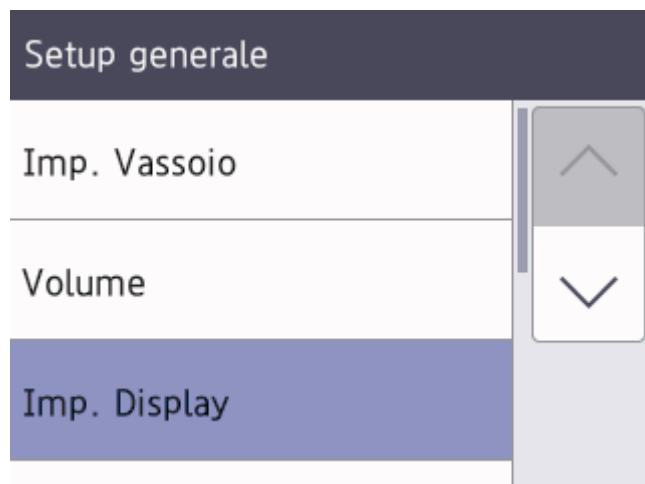 Setup generale
Imp. Vassoio
Volume
Imp. Display